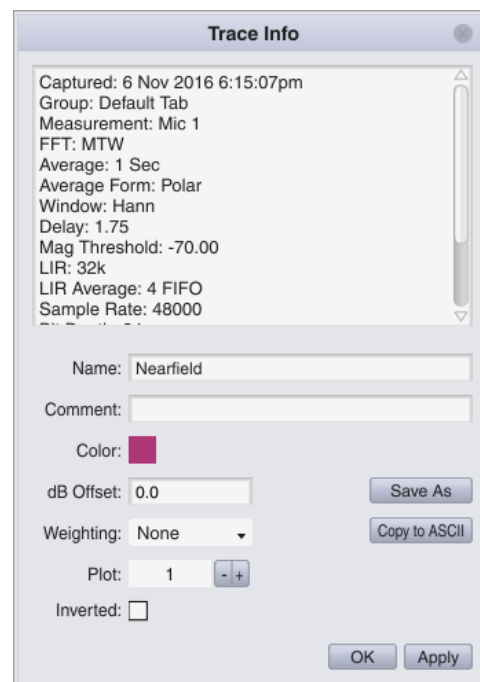 Trace Info
Captured: 6 Nov 2016 6:15:07pm
Group: Default Tab
Measurement: Mic 1
FFT: MTW
Average: 1 Sec
Average Form: Polar
Window: Hann
Delay: 1.75
Mag Threshold: -70.00
LIR: 32k
LIR Average: 4 FIFO
Sample Rate: 48000
Name: Nearfield
Comment:
Color:
dB Offset: 0.0
Save As
Weighting: None
Copy to ASCII
Plot: 1 - +
Inverted:
OK Apply